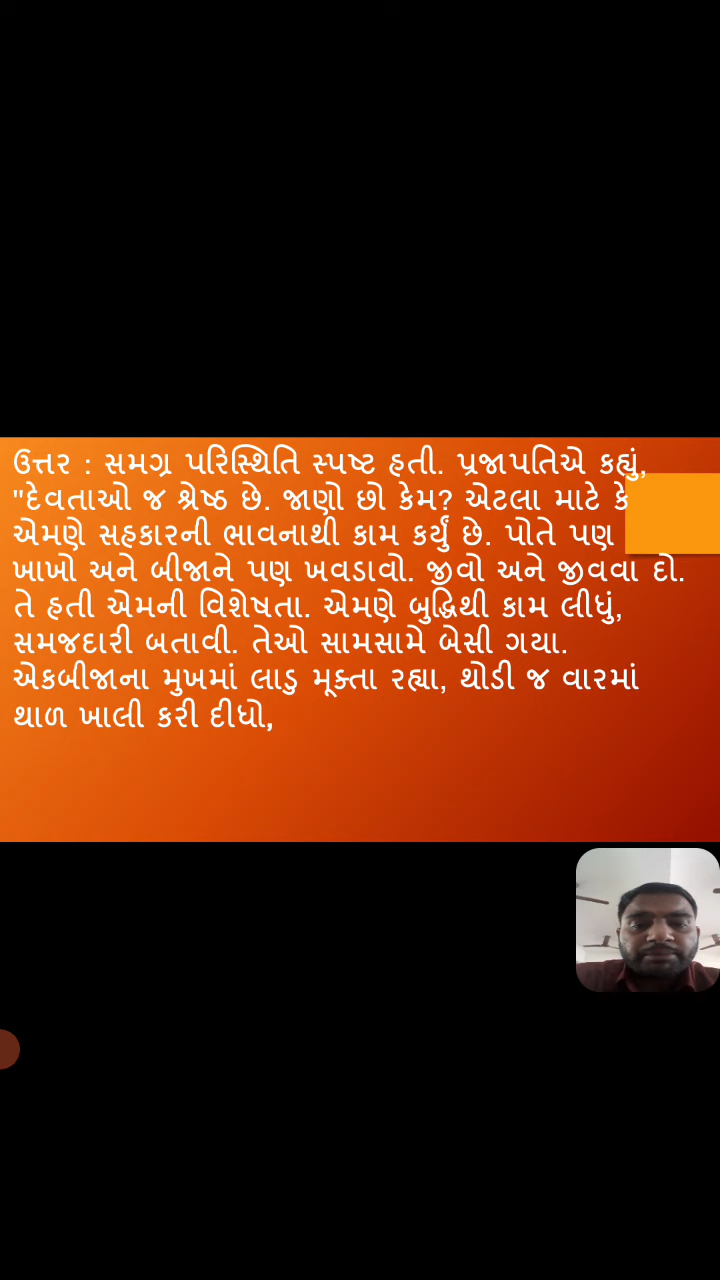 ઉત્તર : સમગ્ર પરિસ્થિતિ સ્પષ્ટ હતી. પ્રજાપતિએ કહ્યું,
"દેવતાઓ જ શ્રેષ્ઠ છે. જાણો છો કેમ? એટલા માટે કે
એમણે સહકારની ભાવનાથી કામ કર્યું છે. પોતે પણ
ખાખો અને બીજાને પણ ખવડાવો. જીવો અને જીવવા દો.
તે હતી એમની વિશેષતા. એમણે બુદ્ધિથી કામ લીધું,
સમજદારી બતાવી. તેઓ સામસામે બેસી ગયા.
એકબીજાના મુખમાં લાડુ મૂક્તા રહ્યા, થોડી જ વારમાં
થાળ ખાલી કરી દીધો,